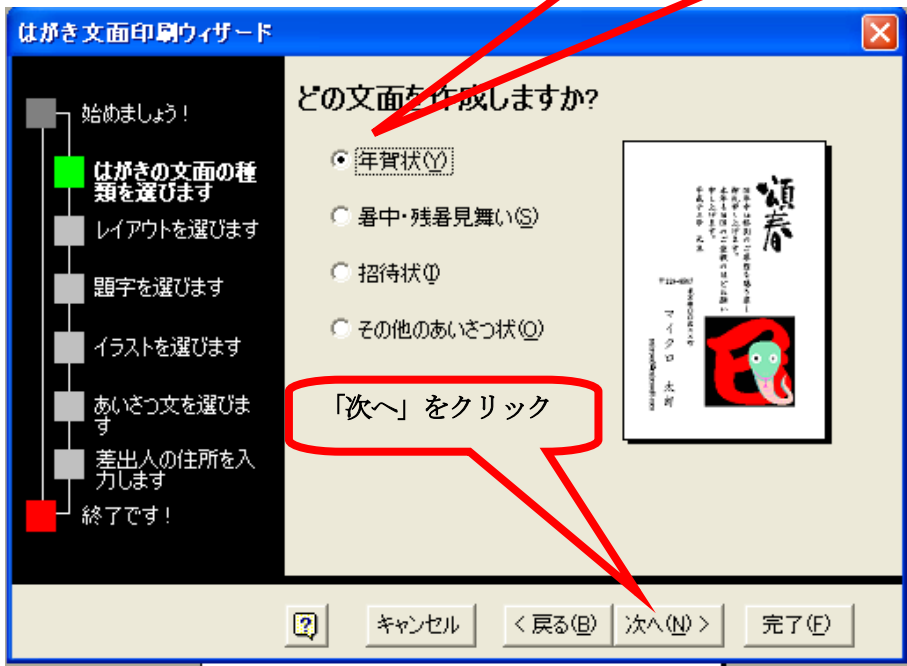 はがき文面印刷ウィザード
始めましょう!
はがきの文面の種
類を選びます
レイアウトを選びます
題字を選びます
イラストを選びます
あいさつ文を選びま
す
差出人の住所を入
力します
終了です!
どの文面を作成しますか?
年賀状(Y)
暑中・残暑見舞い(S)
招待状(I)
その他のあいさつ状(O)
頌春
マイクロ 太郎
「次へ」をクリック
キャンセル
< 戻る(B)
次へ(N) >
完了(F)